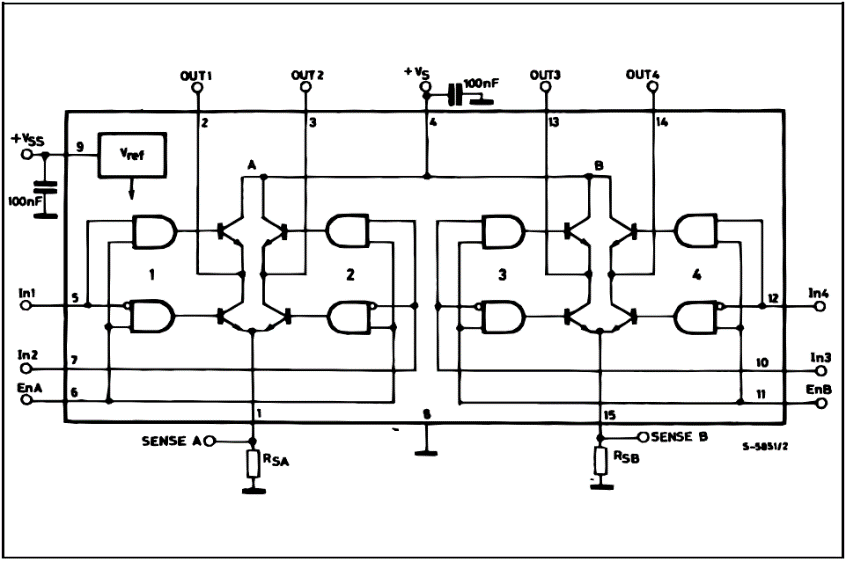 OUT1 OUT2 +VS 100nF OUT3 OUT4
2 3 4 13 14
+VSS 9 Vref A B
100nF
1 2 3 4
In1 5 12 In4
In2 7 10 In3
EnA 6 11 EnB
1 8 15
SENSE A SENSE B S-5851/2
RSA RSB